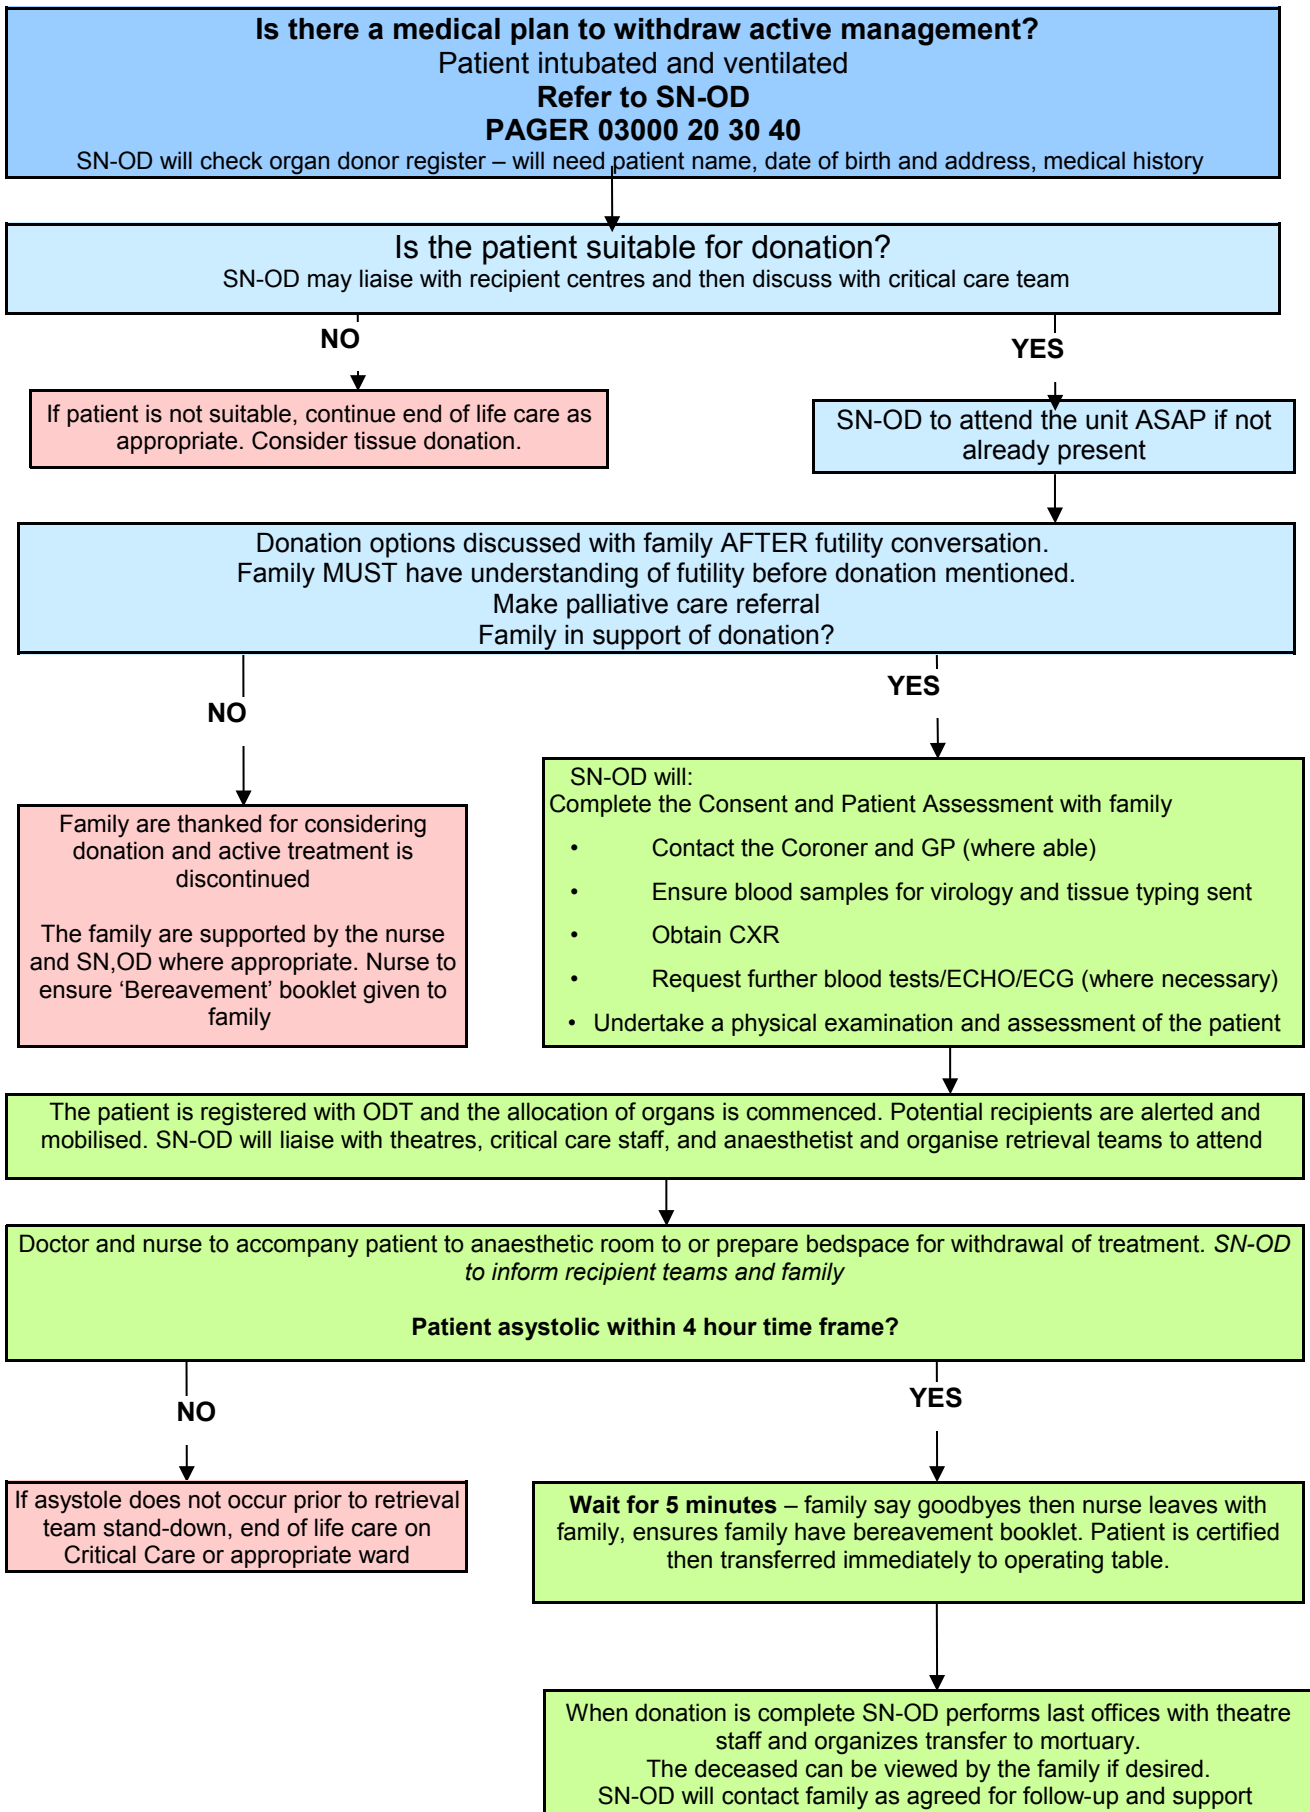 Is there a medical plan to withdraw active management?
Patient intubated and ventilated
Refer to SN-OD
PAGER 03000 20 30 40
SN-OD will check organ donor register – will need patient name, date of birth and address, medical history
Is the patient suitable for donation?
SN-OD may liaise with recipient centres and then discuss with critical care team
NO
YES
If patient is not suitable, continue end of life care as
appropriate. Consider tissue donation.
SN-OD to attend the unit ASAP if not
already present
Donation options discussed with family AFTER futility conversation.
Family MUST have understanding of futility before donation mentioned.
Make palliative care referral
Family in support of donation?
NO
YES
Family are thanked for considering
donation and active treatment is
discontinued
The family are supported by the nurse
and SN,OD where appropriate. Nurse to
ensure ‘Bereavement’ booklet given to
family
SN-OD will:
Complete the Consent and Patient Assessment with family
• Contact the Coroner and GP (where able)
• Ensure blood samples for virology and tissue typing sent
• Obtain CXR
• Request further blood tests/ECHO/ECG (where necessary)
• Undertake a physical examination and assessment of the patient
The patient is registered with ODT and the allocation of organs is commenced. Potential recipients are alerted and
mobilised. SN-OD will liaise with theatres, critical care staff, and anaesthetist and organise retrieval teams to attend
Doctor and nurse to accompany patient to anaesthetic room to or prepare bedspace for withdrawal of treatment. SN-OD
to inform recipient teams and family
Patient asystolic within 4 hour time frame?
NO
YES
If asystole does not occur prior to retrieval
team stand-down, end of life care on
Critical Care or appropriate ward
Wait for 5 minutes – family say goodbyes then nurse leaves with
family, ensures family have bereavement booklet. Patient is certified
then transferred immediately to operating table.
When donation is complete SN-OD performs last offices with theatre
staff and organizes transfer to mortuary.
The deceased can be viewed by the family if desired.
SN-OD will contact family as agreed for follow-up and support